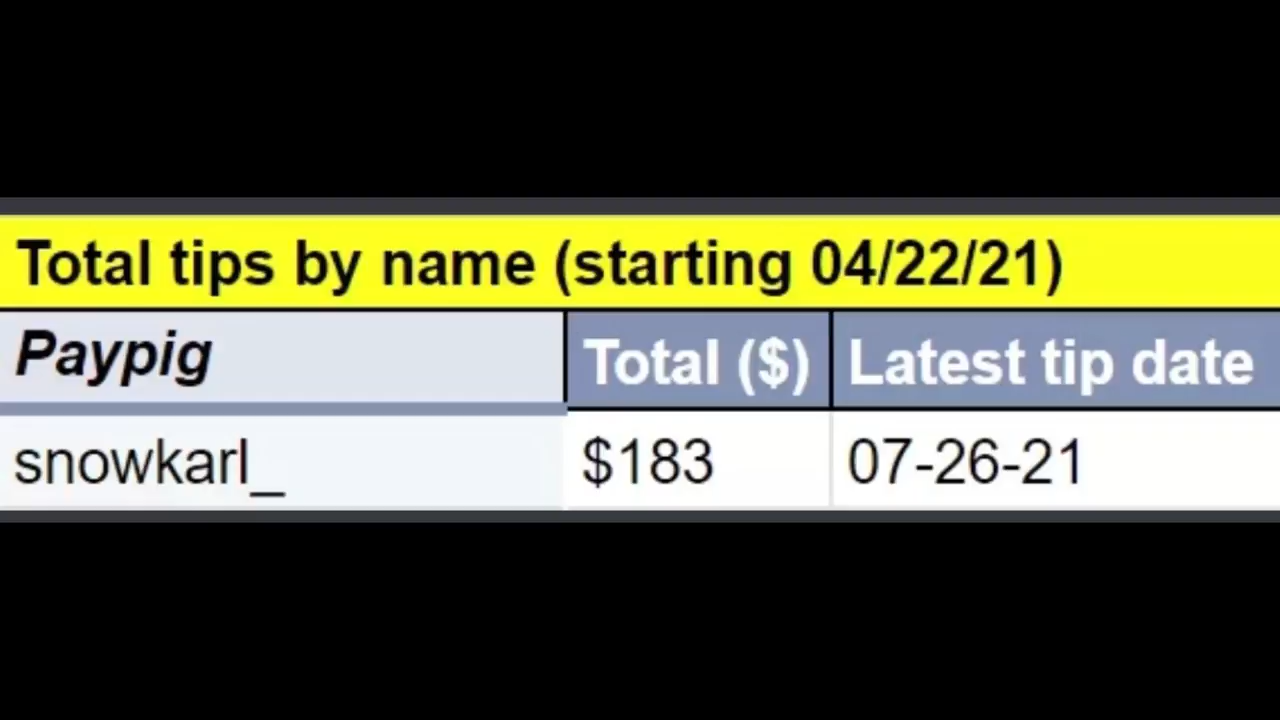 Total tips by name (starting 04/22/21)
Paypig Total ($) Latest tip date
snowkarl_ $183 07-26-21